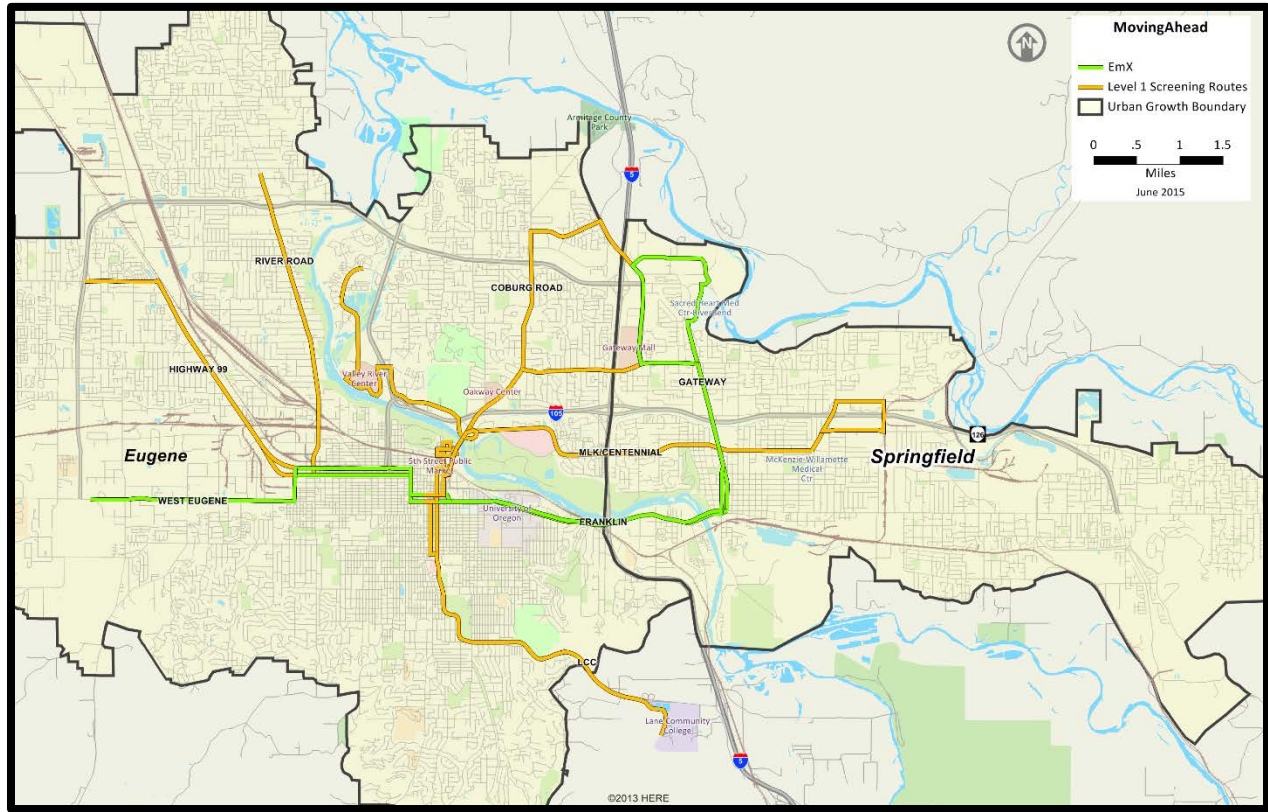 MovingAhead
EmX
Level 1 Screening Routes
Urban Growth Boundary
0 .5 1 1.5
Miles
June 2015
N
Armitage County
Park
5
RIVER ROAD
COBURG ROAD
Sacred Heart Med
Ctr-Riverbend
Gateway Mall
HIGHWAY 99
Valley River
Center
GATEWAY
Oakway Center
105
126
Eugene
5th Street Public
Market
MLK/CENTENNIAL
McKenzie-Willamette
Medical
Ctr
Springfield
WEST EUGENE
University of
Oregon
FRANKLIN
LCC
Lane Community
College
5
©2013 HERE